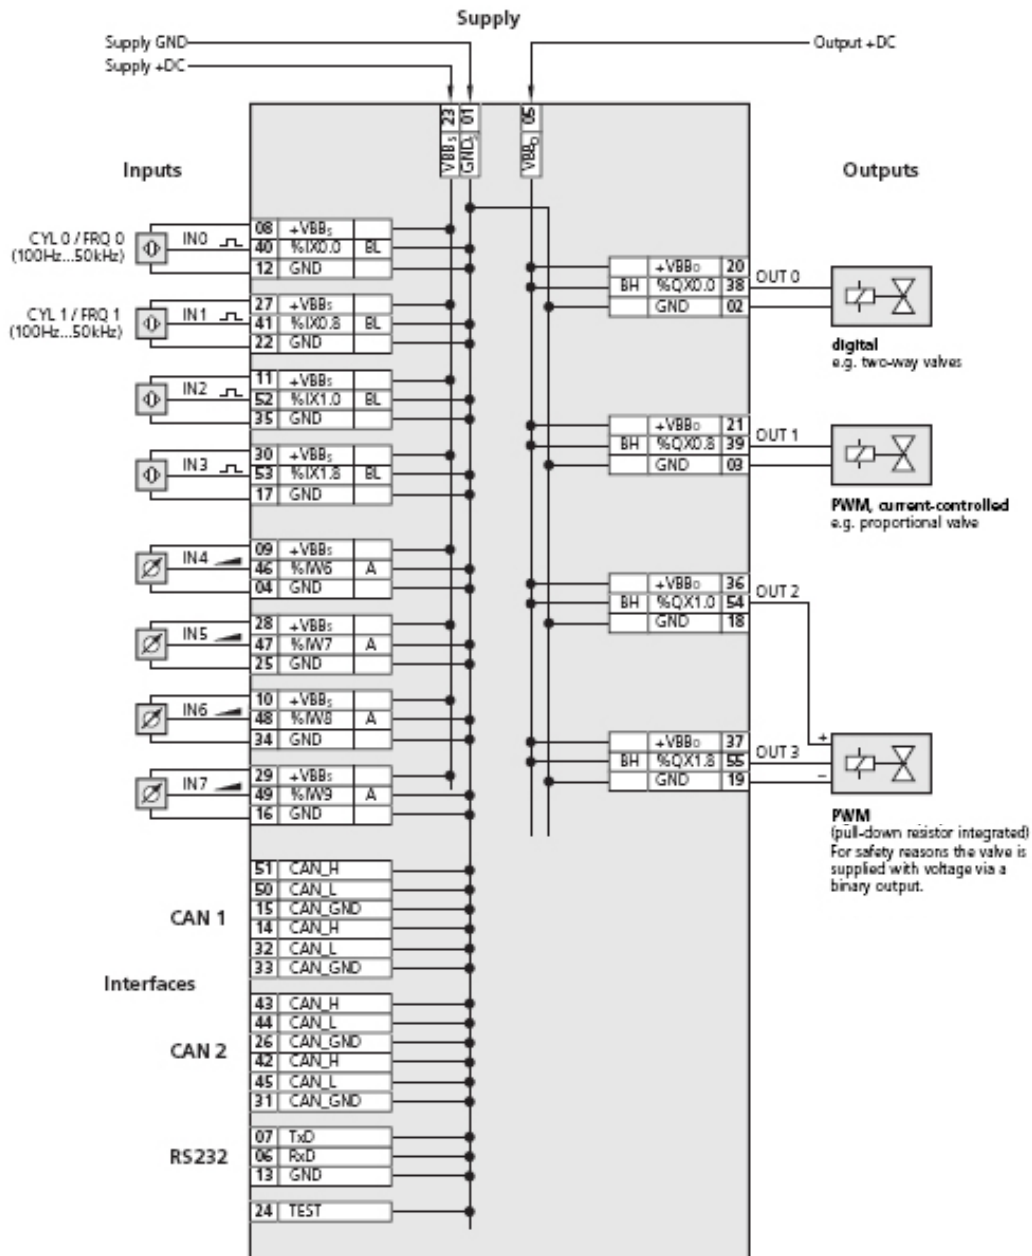 Supply
Supply GND
Supply +DC
Output +DC
23
01
05
VBBS
GNDS
VBBO
Inputs
Outputs
CYL 0 / FRQ 0
(100Hz...50kHz)
IN0
08 +VBBS
40 %IX0.0 BL
12 GND
CYL 1 / FRQ 1
(100Hz...50kHz)
IN1
27 +VBBS
41 %IX0.8 BL
22 GND
IN2
11 +VBBS
52 %IX1.0 BL
35 GND
IN3
30 +VBBS
53 %IX1.8 BL
17 GND
IN4
09 +VBBS
46 %IW6 A
04 GND
IN5
28 +VBBS
47 %IW7 A
25 GND
IN6
10 +VBBS
48 %IW8 A
34 GND
IN7
29 +VBBS
49 %IW9 A
16 GND
CAN 1
51 CAN_H
50 CAN_L
15 CAN_GND
14 CAN_H
32 CAN_L
33 CAN_GND
Interfaces
CAN 2
43 CAN_H
44 CAN_L
26 CAN_GND
42 CAN_H
45 CAN_L
31 CAN_GND
RS232
07 TxD
06 RxD
13 GND
24 TEST
+VBBO 20
BH %QX0.0 38
GND 02
OUT 0
digital
e.g. two-way valves
+VBBO 21
BH %QX0.8 39
GND 03
OUT 1
PWM, current-controlled
e.g. proportional valve
+VBBO 36
BH %QX1.0 54
GND 18
OUT 2
+VBBO 37
BH %QX1.8 55
GND 19
OUT 3
+
–
PWM
(pull-down resistor integrated)
For safety reasons the valve is
supplied with voltage via a
binary output.